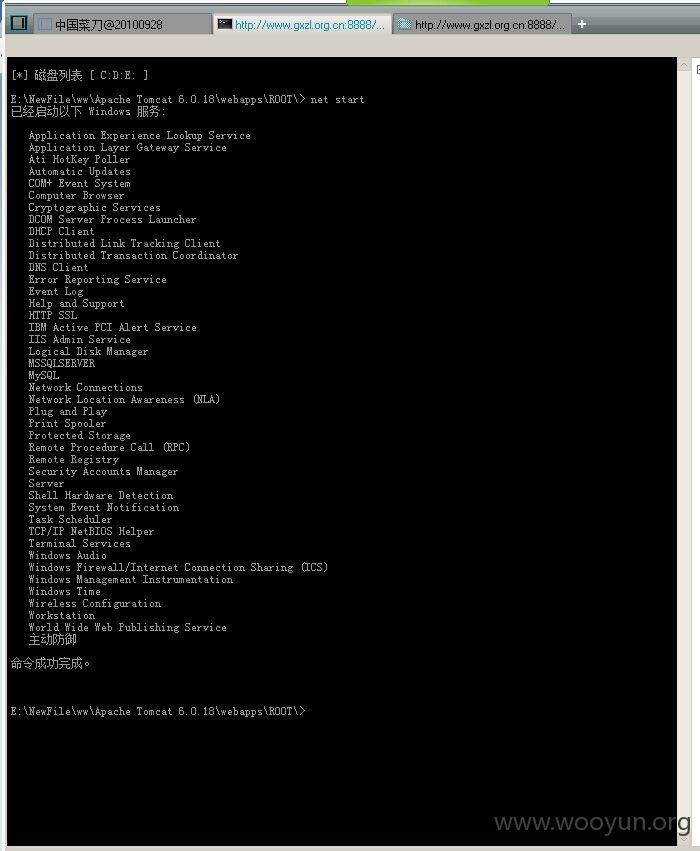 中国菜刀@20100928
http://www.gxzl.org.cn:8888/...
http://www.gxzl.org.cn:8888/...
[*] 磁盘列表 [ C:D:E: ]
E:\NewFile\ww\Apache Tomcat 6.0.18\webapps\ROOT\> net start
已经启动以下 Windows 服务:
Application Experience Lookup Service
Application Layer Gateway Service
Ati HotKey Poller
Automatic Updates
COM+ Event System
Computer Browser
Cryptographic Services
DCOM Server Process Launcher
DHCP Client
Distributed Link Tracking Client
Distributed Transaction Coordinator
DNS Client
Error Reporting Service
Event Log
Help and Support
HTTP SSL
IBM Active PCI Alert Service
IIS Admin Service
Logical Disk Manager
MSSQLSERVER
MySQL
Network Connections
Network Location Awareness (NLA)
Plug and Play
Print Spooler
Protected Storage
Remote Procedure Call (RPC)
Remote Registry
Security Accounts Manager
Server
Shell Hardware Detection
System Event Notification
Task Scheduler
TCP/IP NetBIOS Helper
Terminal Services
Windows Audio
Windows Firewall/Internet Connection Sharing (ICS)
Windows Management Instrumentation
Windows Time
Wireless Configuration
Workstation
World Wide Web Publishing Service
主动防御
命令成功完成。
E:\NewFile\ww\Apache Tomcat 6.0.18\webapps\ROOT\>
www.wooyun.org